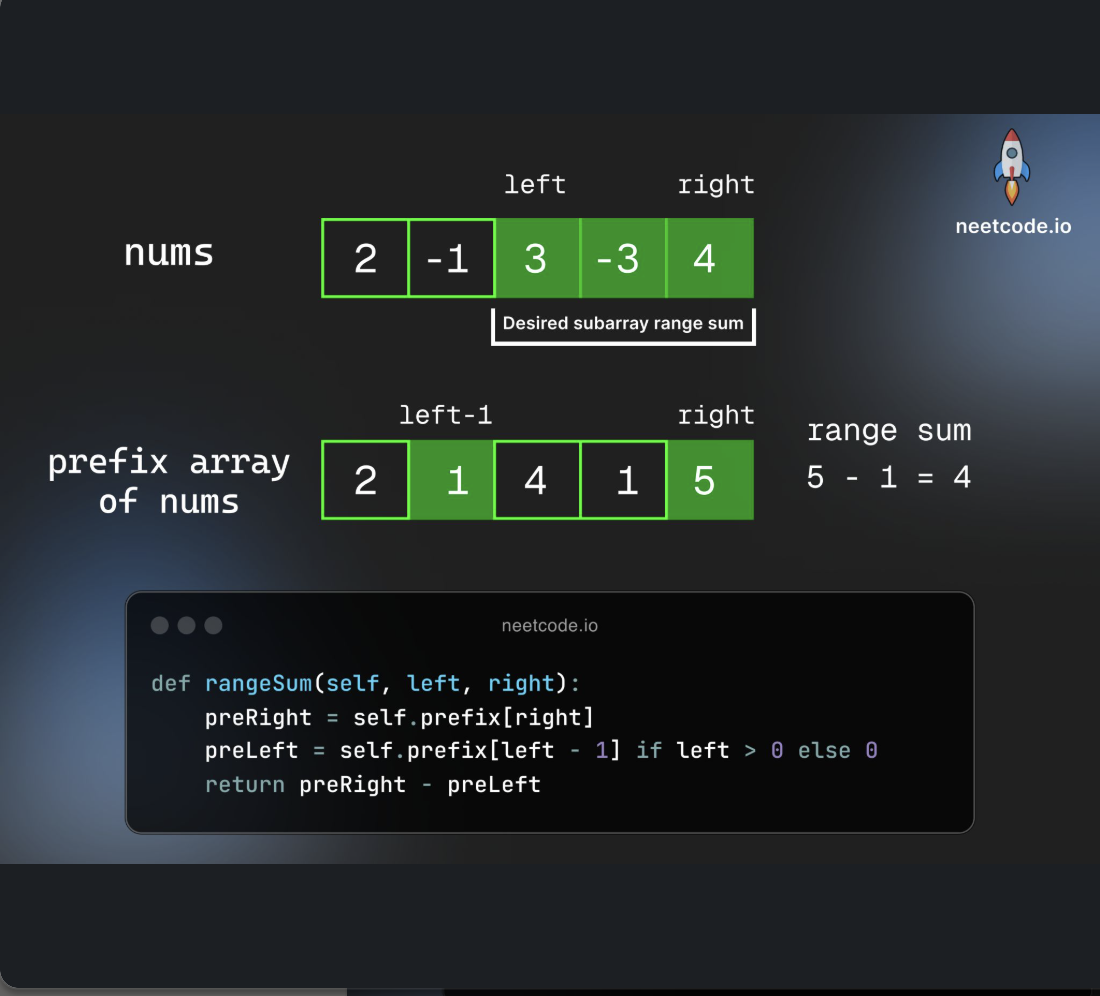 neetcode.io
left right
nums 2 -1 3 -3 4
Desired subarray range sum
left-1 right
prefix array
of nums
2 1 4 1 5
range sum
5 - 1 = 4
neetcode.io
def rangeSum(self, left, right):
    preRight = self.prefix[right]
    preLeft = self.prefix[left - 1] if left > 0 else 0
    return preRight - preLeft